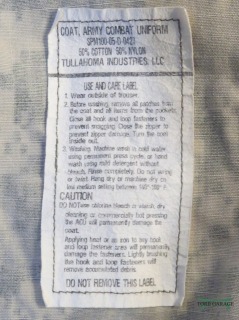 COAT, ARMY COMBAT UNIFORM
SPM100-05-D-0427
50% COTTON 50% NYLON
TULLAHOMA INDUSTRIES, LLC
USE AND CARE LABEL
1. Wear outside of trouser.
2. Before washing, remove all patches from
the coat and all items from the pockets.
Close all hook and loop fasteners to
prevent snagging. Close the zipper to
prevent zipper damage. Turn the coat
inside out.
3. Washing: Machine wash in cold water
using permanent press cycle, or hand
wash using mild detergent without
bleach. Rinse completely. Do not wring
or twist. Hang dry or machine dry on
low medium setting between
CAUTION
DO NOT use chlorine bleach or starch, dry
cleaning or commercially hot pressing
the ACU will permanently damage the
coat.
Applying heat or an iron to any hook
and loop fastener area will permanently
damage the fasteners. Lightly brushing
the hook and loop fasteners will
remove accumulated debris.
DO NOT REMOVE THIS LABEL